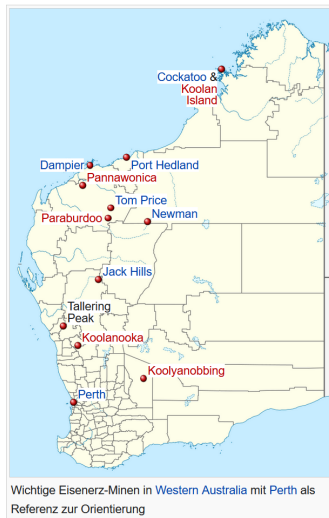 Cockatoo &
Koolan
Island
Dampier
Port Hedland
Pannawonica
Tom Price
Paraburdoo
Newman
Jack Hills
Tallering
Peak
Koolanooka
Koolyanobbing
Perth
Wichtige Eisenerz-Minen in Western Australia mit Perth als
Referenz zur Orientierung